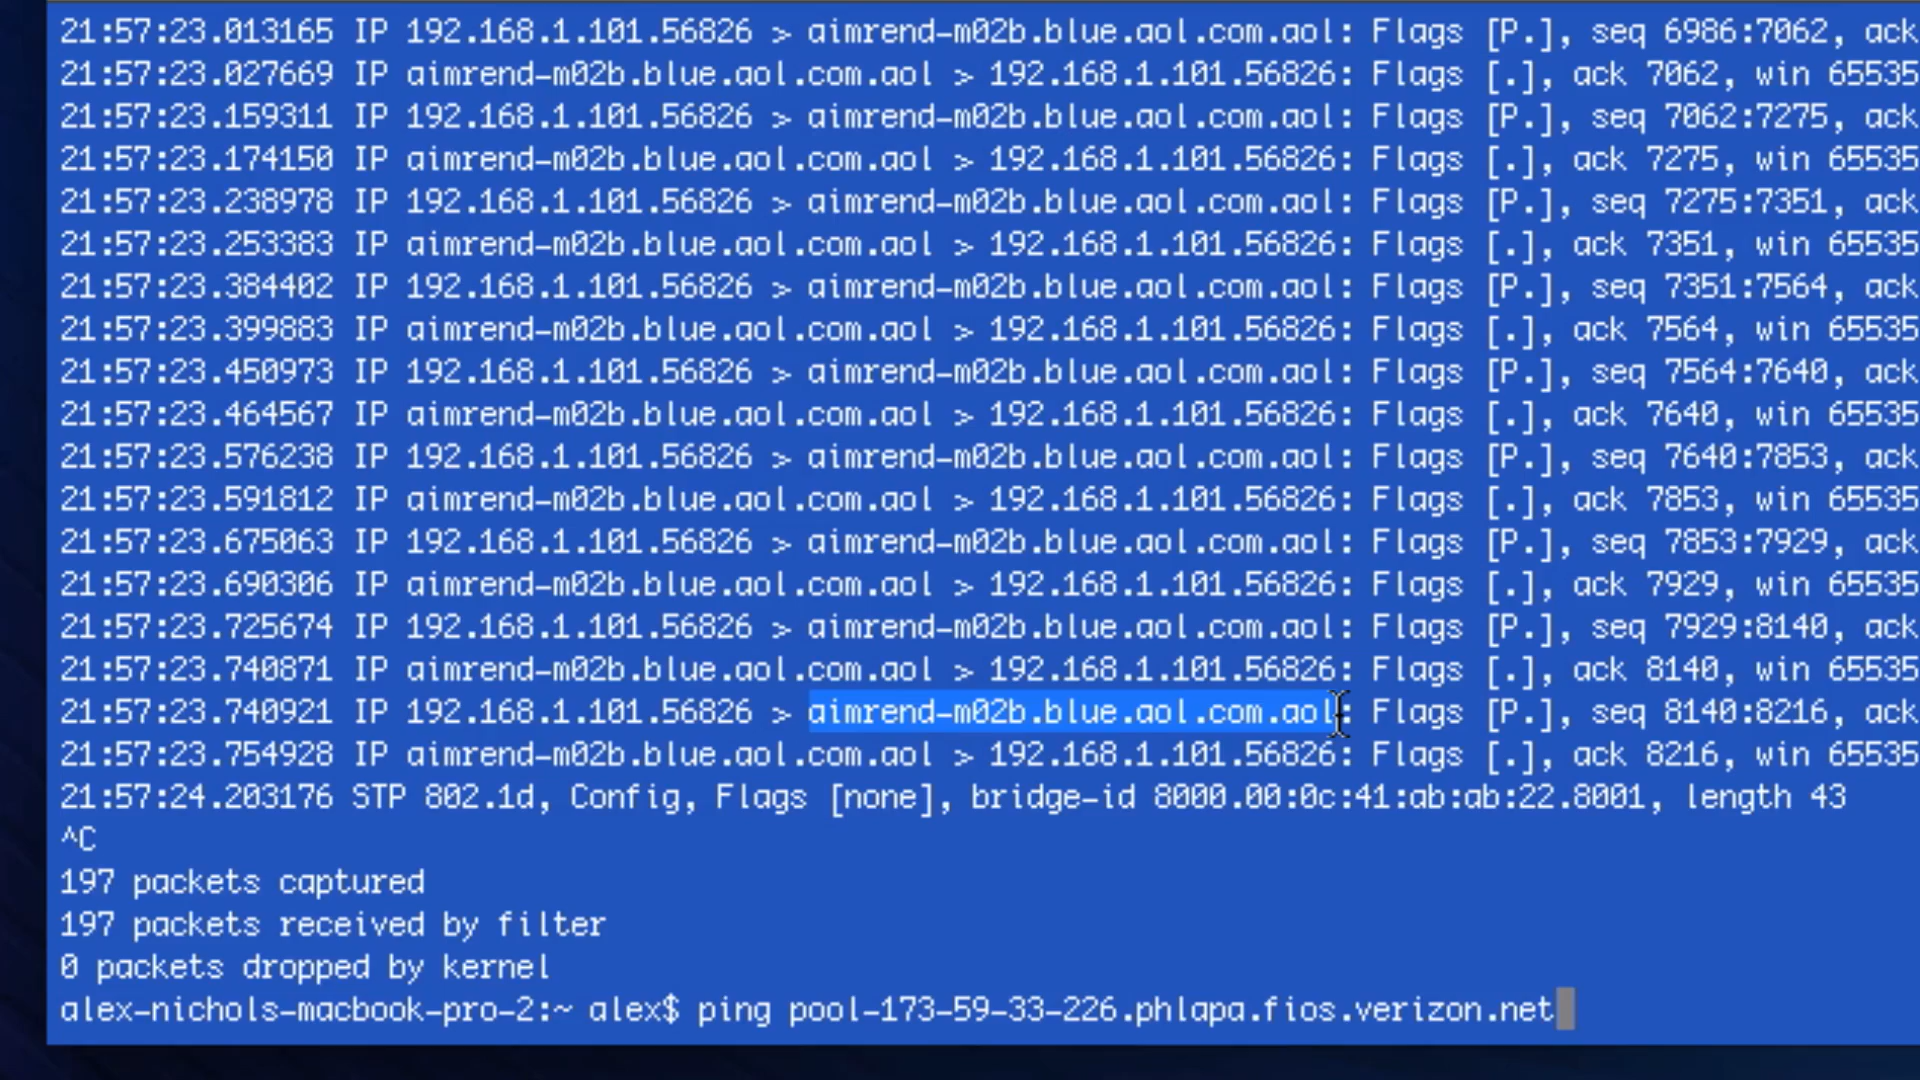 21:57:23.013165 IP 192.168.1.101.56826 > aimrend-m02b.blue.aol.com.aol: Flags [P.], seq 6986:7062, ack
21:57:23.027669 IP aimrend-m02b.blue.aol.com.aol > 192.168.1.101.56826: Flags [.], ack 7062, win 65535
21:57:23.159311 IP 192.168.1.101.56826 > aimrend-m02b.blue.aol.com.aol: Flags [P.], seq 7062:7275, ack
21:57:23.174150 IP aimrend-m02b.blue.aol.com.aol > 192.168.1.101.56826: Flags [.], ack 7275, win 65535
21:57:23.238978 IP 192.168.1.101.56826 > aimrend-m02b.blue.aol.com.aol: Flags [P.], seq 7275:7351, ack
21:57:23.253383 IP aimrend-m02b.blue.aol.com.aol > 192.168.1.101.56826: Flags [.], ack 7351, win 65535
21:57:23.384402 IP 192.168.1.101.56826 > aimrend-m02b.blue.aol.com.aol: Flags [P.], seq 7351:7564, ack
21:57:23.399883 IP aimrend-m02b.blue.aol.com.aol > 192.168.1.101.56826: Flags [.], ack 7564, win 65535
21:57:23.450973 IP 192.168.1.101.56826 > aimrend-m02b.blue.aol.com.aol: Flags [P.], seq 7564:7640, ack
21:57:23.464567 IP aimrend-m02b.blue.aol.com.aol > 192.168.1.101.56826: Flags [.], ack 7640, win 65535
21:57:23.576238 IP 192.168.1.101.56826 > aimrend-m02b.blue.aol.com.aol: Flags [P.], seq 7640:7853, ack
21:57:23.591812 IP aimrend-m02b.blue.aol.com.aol > 192.168.1.101.56826: Flags [.], ack 7853, win 65535
21:57:23.675063 IP 192.168.1.101.56826 > aimrend-m02b.blue.aol.com.aol: Flags [P.], seq 7853:7929, ack
21:57:23.690306 IP aimrend-m02b.blue.aol.com.aol > 192.168.1.101.56826: Flags [.], ack 7929, win 65535
21:57:23.725674 IP 192.168.1.101.56826 > aimrend-m02b.blue.aol.com.aol: Flags [P.], seq 7929:8140, ack
21:57:23.740871 IP aimrend-m02b.blue.aol.com.aol > 192.168.1.101.56826: Flags [.], ack 8140, win 65535
21:57:23.740921 IP 192.168.1.101.56826 > aimrend-m02b.blue.aol.com.aol: Flags [P.], seq 8140:8216, ack
21:57:23.754928 IP aimrend-m02b.blue.aol.com.aol > 192.168.1.101.56826: Flags [.], ack 8216, win 65535
21:57:24.203176 STP 802.1d, Config, Flags [none], bridge-id 8000.00:0c:41:ab:ab:22.8001, length 43
^C
197 packets captured
197 packets received by filter
0 packets dropped by kernel
alex-nichols-macbook-pro-2:~ alex$ ping pool-173-59-33-226.phlapa.fios.verizon.net